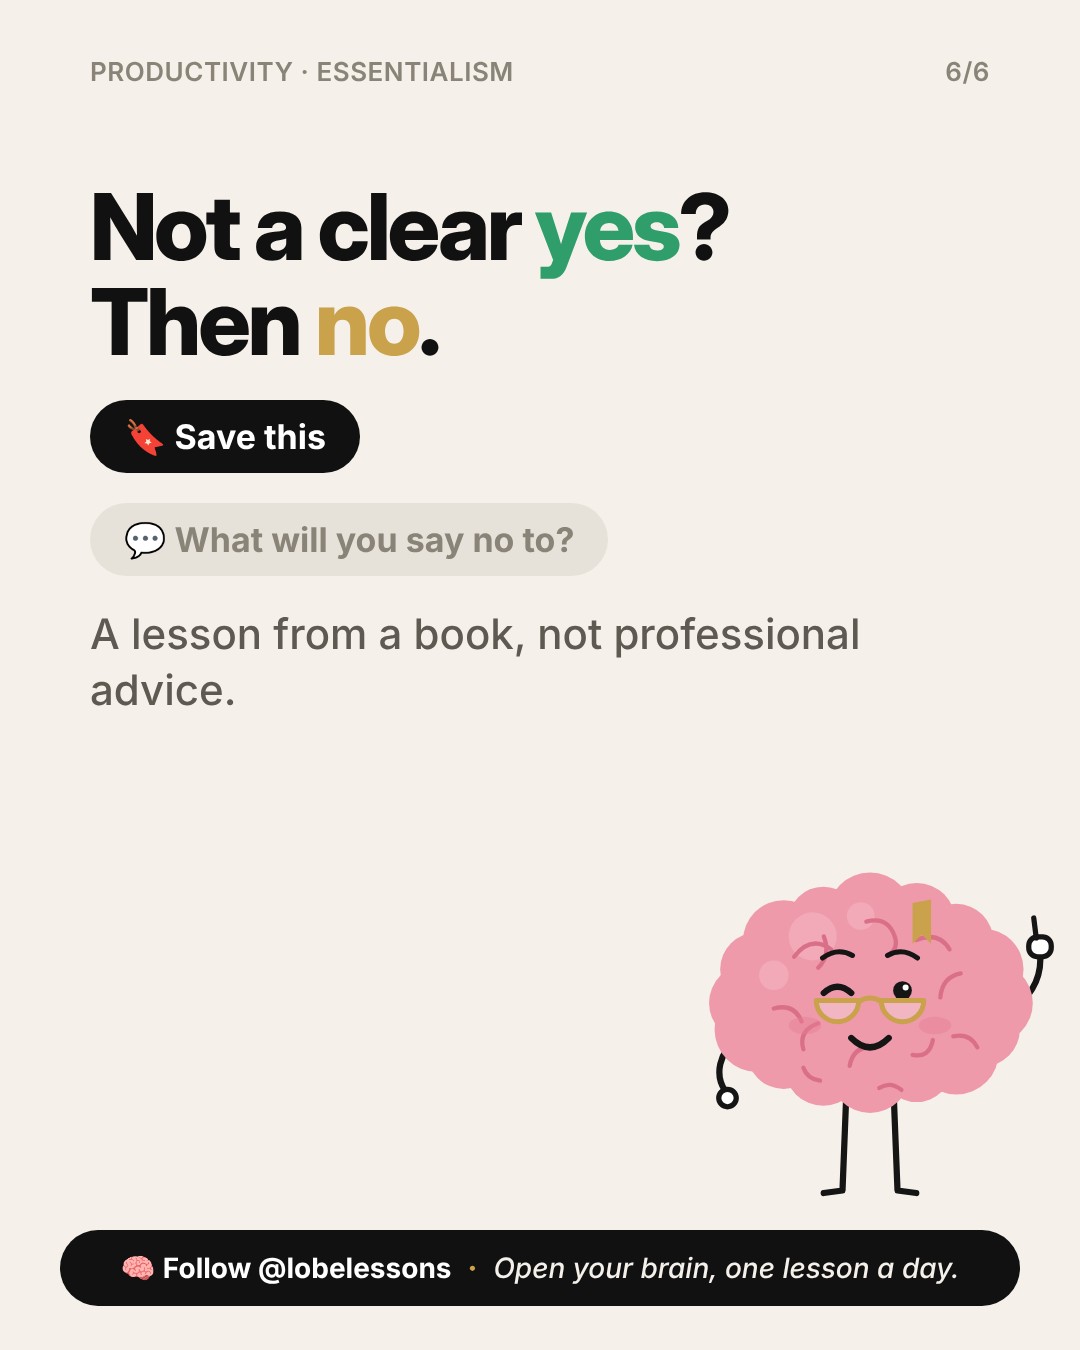 PRODUCTIVITY · ESSENTIALISM
6/6
Not a clear yes?
Then no.
🔖 Save this
💬 What will you say no to?
A lesson from a book, not professional
advice.
🧠 Follow @lobelessons · Open your brain, one lesson a day.